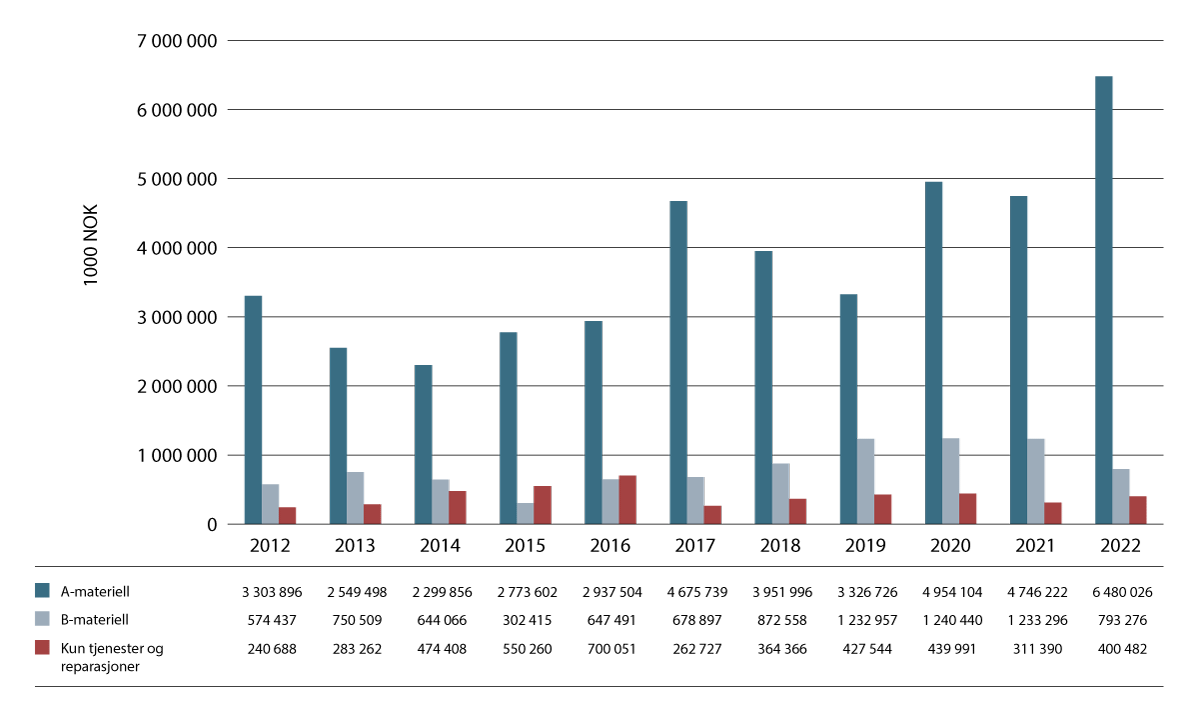 7 000 000
6 000 000
5 000 000
4 000 000
3 000 000
2 000 000
1 000 000
0
1000 NOK
2012 2013 2014 2015 2016 2017 2018 2019 2020 2021 2022
A-materiell 3 303 896 2 549 498 2 299 856 2 773 602 2 937 504 4 675 739 3 951 996 3 326 726 4 954 104 4 746 222 6 480 026
B-materiell 574 437 750 509 644 066 302 415 647 491 678 897 872 558 1 232 957 1 240 440 1 233 296 793 276
Kun tjenester og 240 688 283 262 474 408 550 260 700 051 262 727 364 366 427 544 439 991 311 390 400 482
reparasjoner